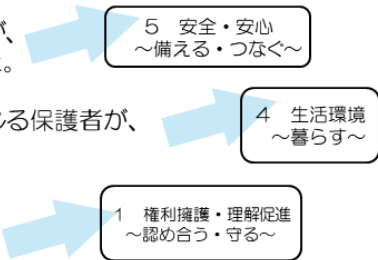 が、
5 安全・安心
～備える・つなぐ～
。
る保護者が、
4 生活環境
～暮らす～
1 権利擁護・理解促進
～認め合う・守る～